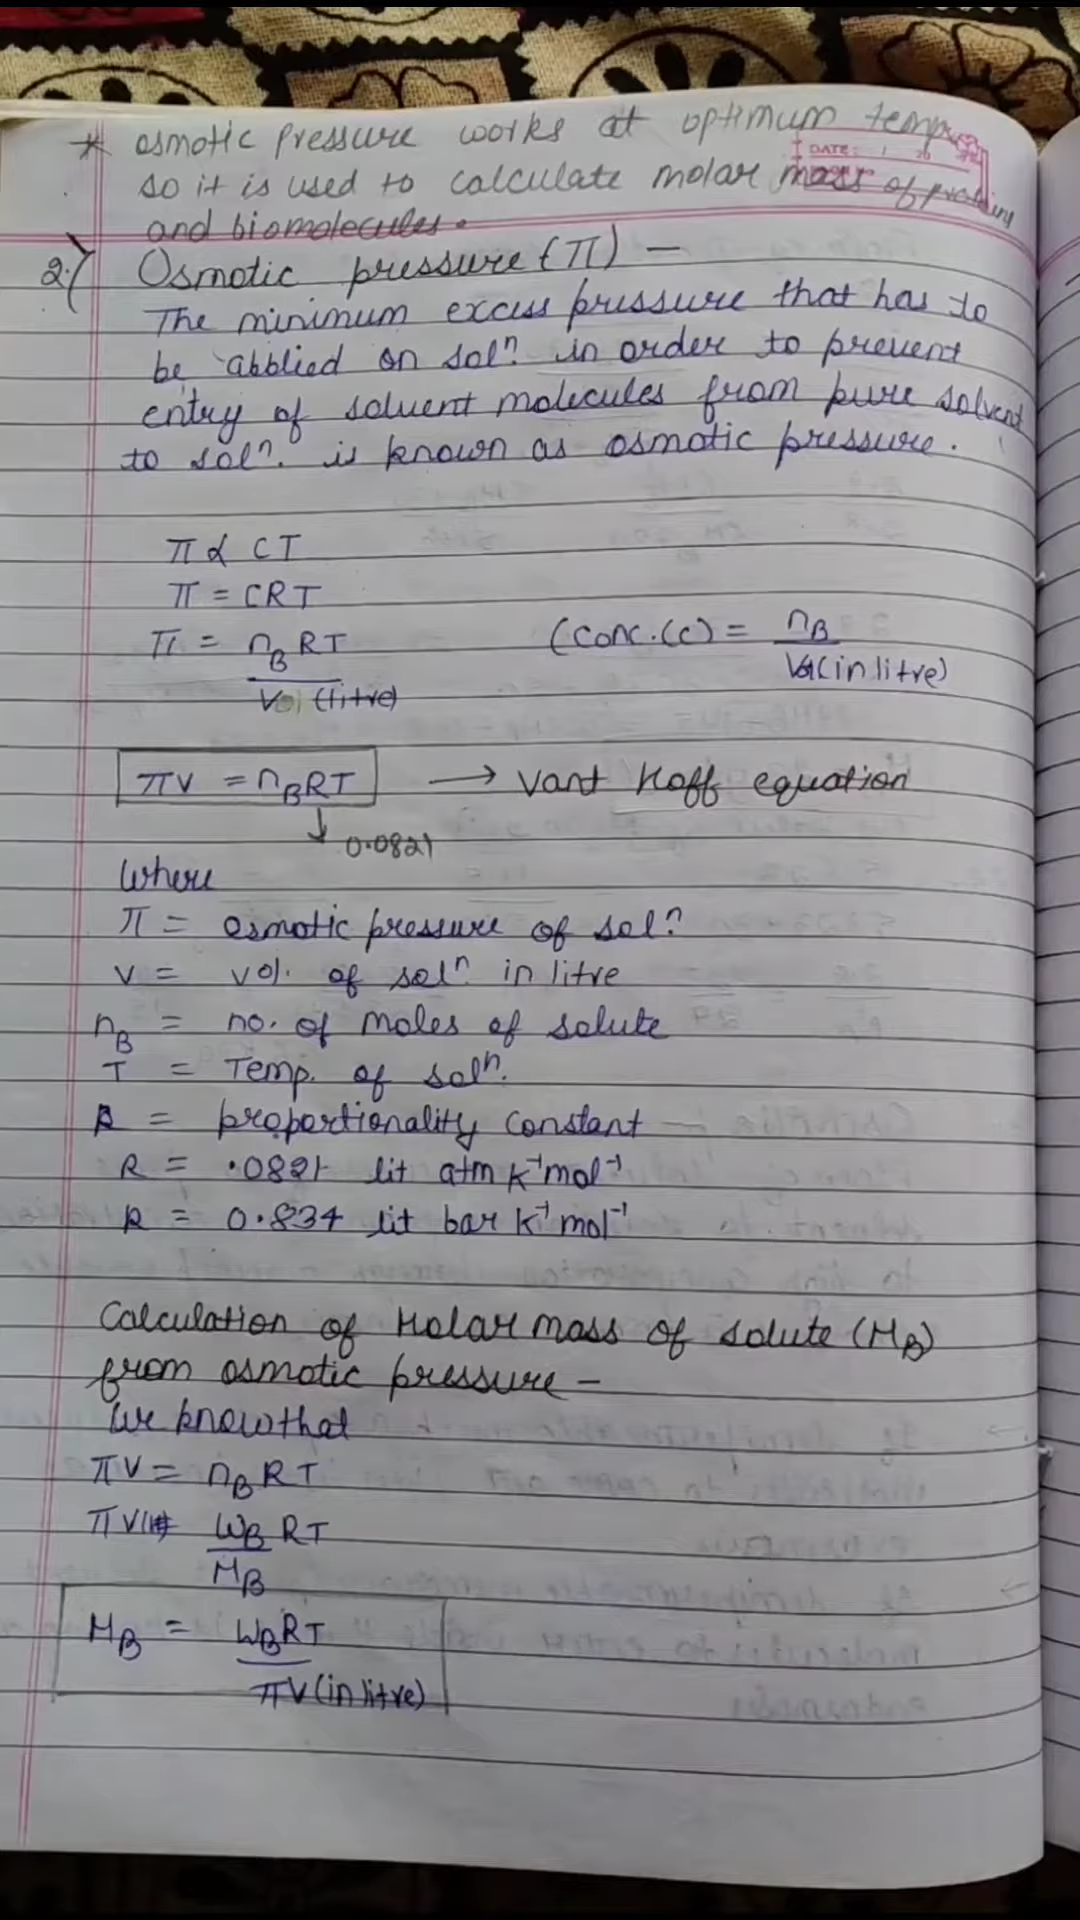 * osmotic pressure works at optimum temp
DATE:
so it is used to calculate molar mass of proteins
and biomolecules.
2.) Osmotic pressure (π) —
The minimum excess pressure that has to
be abblied on solⁿ. in order to prevent
entry of soluent molecules from pure solvent
to solⁿ. is known as osmotic pressure.
π ∝ CT
π = CRT
π = n_B RT / Vol (litre) (conc.(c) = n_B / Vol (in litre)
πV = n_B RT → Vant Hoff equation
↓ 0.0821
Where
π = osmotic pressure of solⁿ
V = vol. of solⁿ. in litre
n_B = no. of moles of solute
T = Temp. of solⁿ.
R = proportionality constant
R = .0821 lit atm k⁻¹mol⁻¹
R = 0.834 lit bar k⁻¹mol⁻¹
Calculation of Molar mass of solute (M_B)
from osmotic pressure –
We know that
πV = n_B RT
πV = W_B RT / M_B
M_B = W_B RT / πV (in litre)